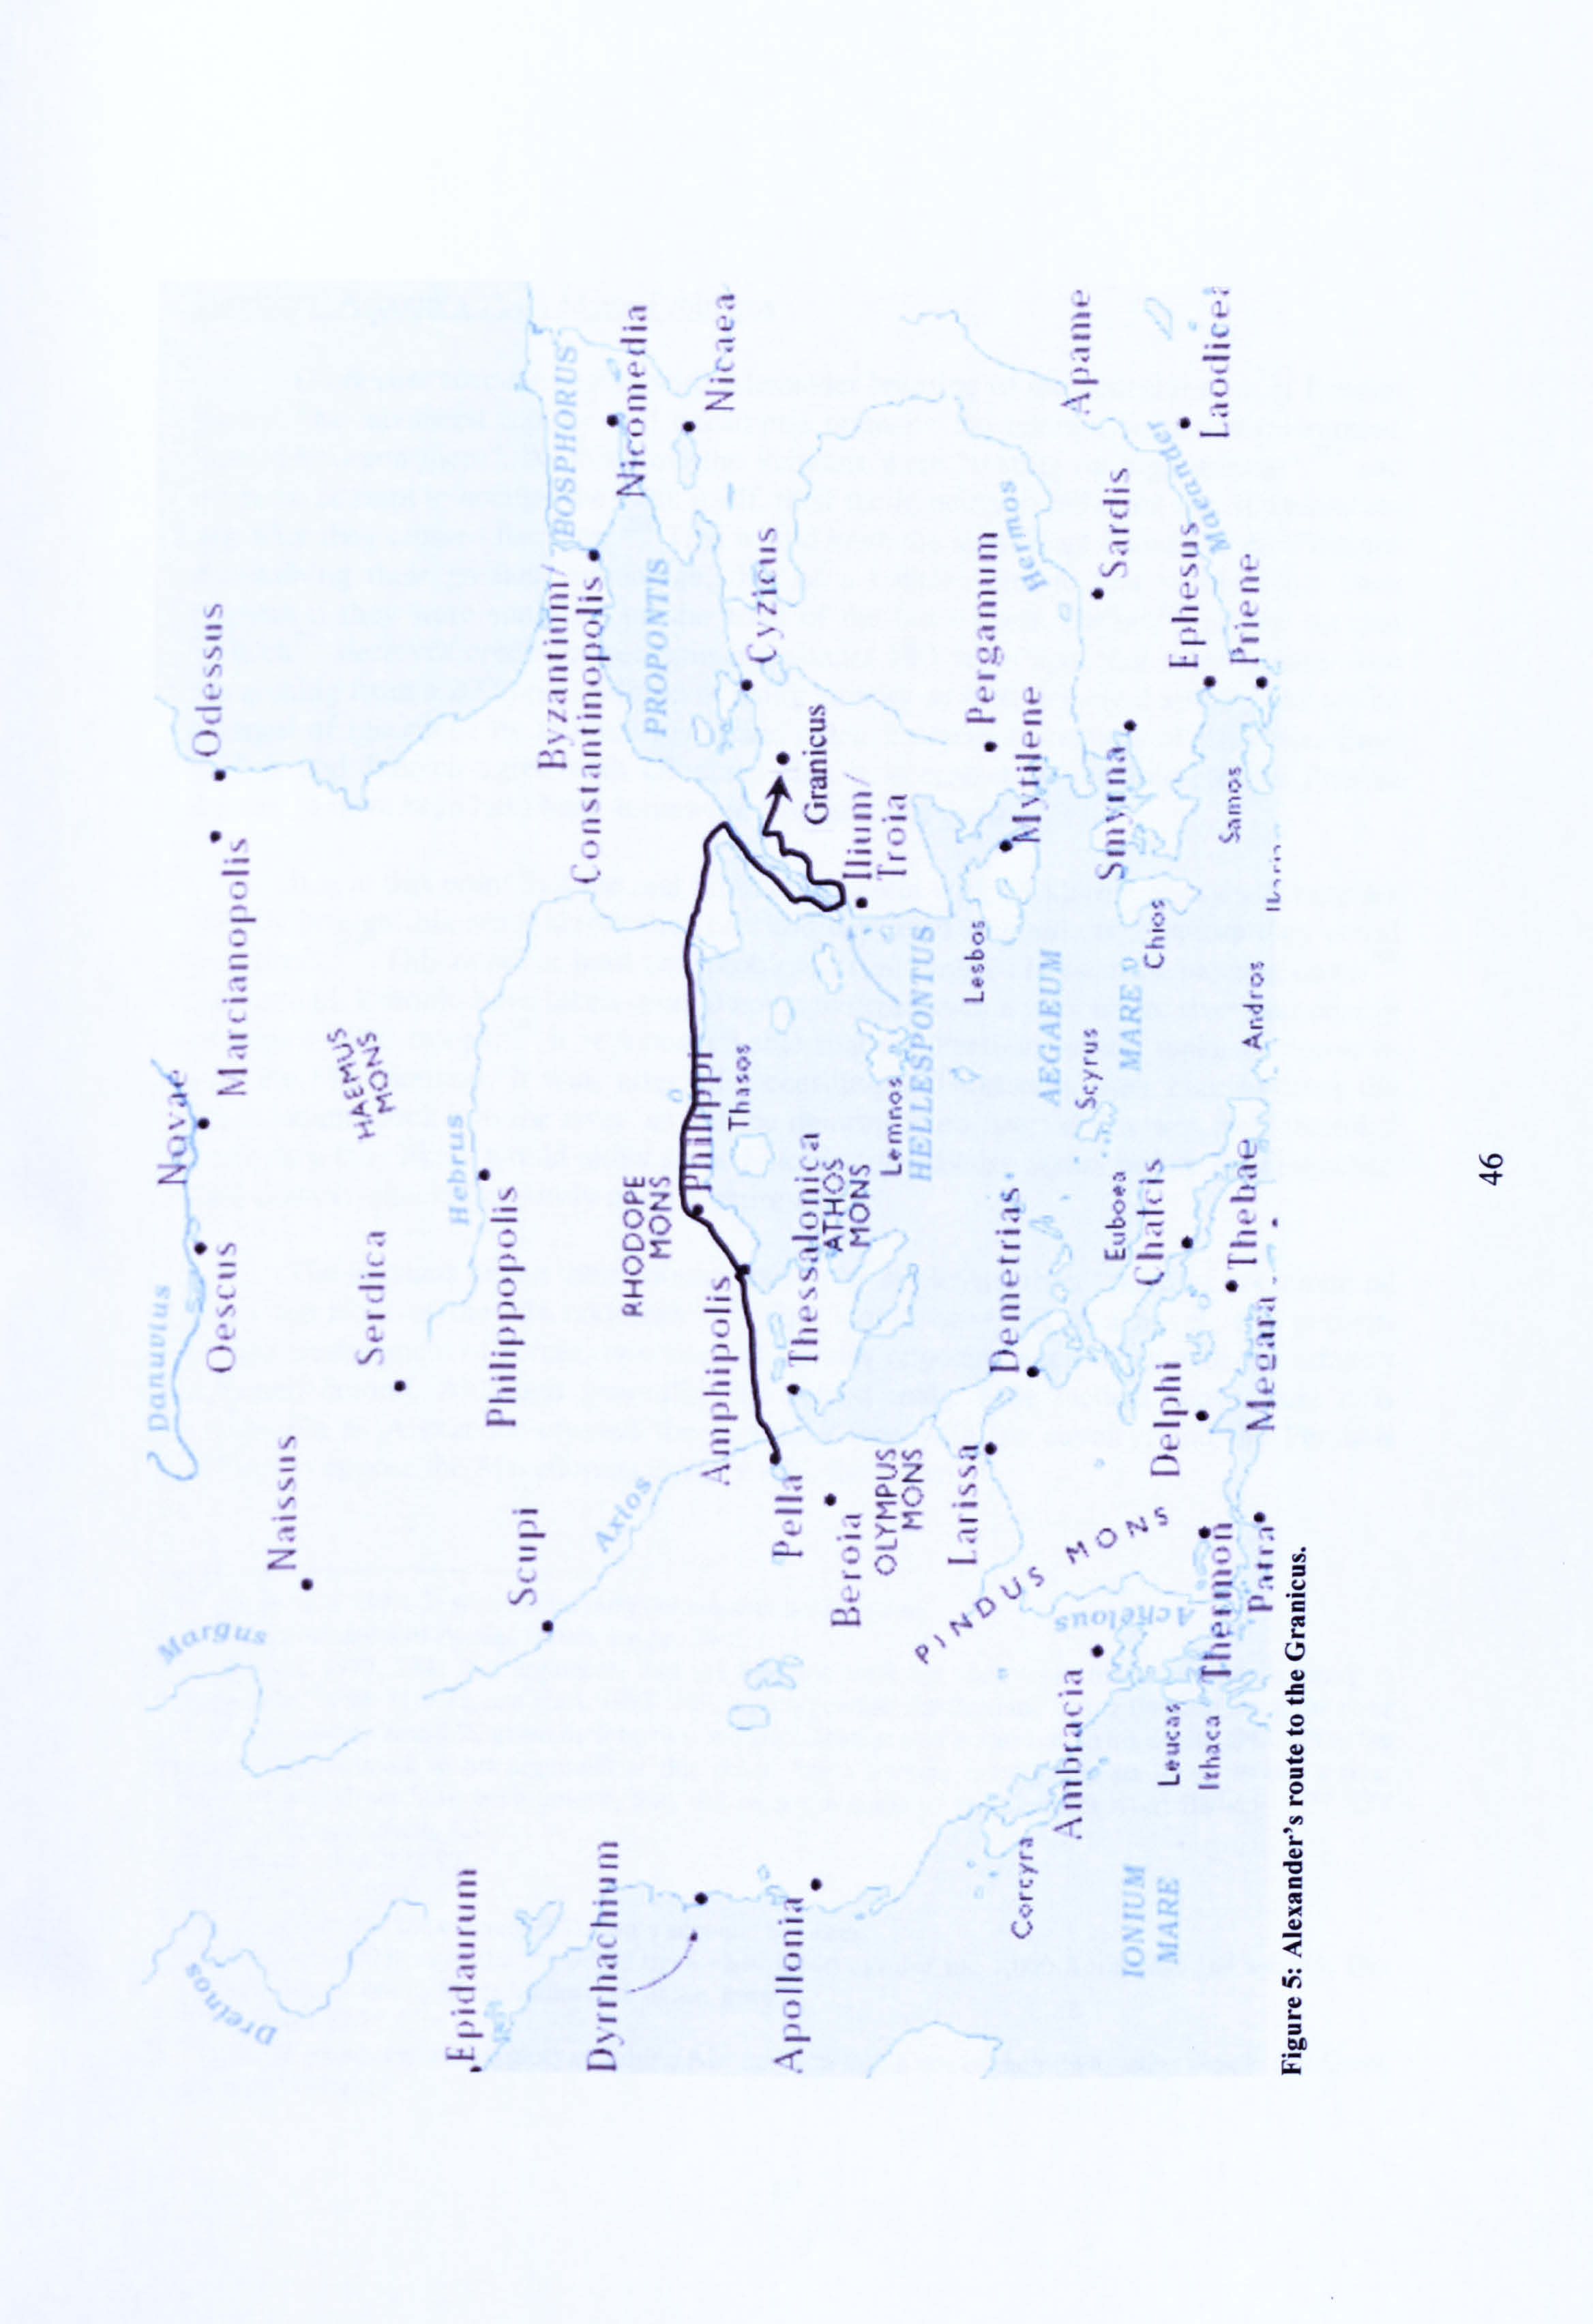 Danuvius
Novae
Oescus
Odessus
Marcianopolis
Margus
Naissus
HAEMUS
MONS
Serdica
Dreinos
Hebrus
Philippopolis
Scupi
Axios
Epidaurum
BOSPHORUS
Byzantium/
Constantinopolis
Nicomedia
Nicaea
PROPONTIS
RHODOPE
MONS
Philippi
Amphipolis
Thasos
Cyzicus
Granicus
Dyrrhachium
Pella
Thessalonica
ATHOS
MONS
Apollonia
Beroia
OLYMPUS
MONS
Ilium/
Troia
Lemnos
HELLESPONTUS
Larissa
Lesbos
Pergamum
Hermos
Mytilene
Demetrias
PINDUS MONS
Corcyra
Ambracia
Achelous
AEGAEUM
MARE
Scyrus
Apame
Sardis
Smyrna
Chios
Euboea
Chalcis
IONIUM
MARE
Leucas
Ithaca
Thermon
Delphi
Ephesus
Maeander
Laodicea
Priene
Samos
Andros
Thebae
Megara
Patra
Figure 5: Alexander's route to the Granicus.
46